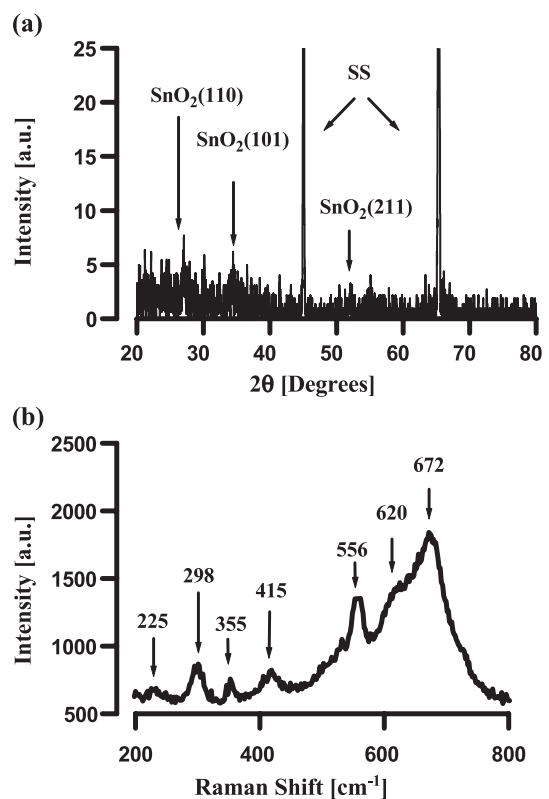 (a)
25
20
15
10
5
0
Intensity [a.u.]
SnO₂(110)
SnO₂(101)
SS
SnO₂(211)
20 30 40 50 60 70 80
2θ [Degrees]
(b)
2500
2000
1500
1000
500
Intensity [a.u.]
225
298
355
415
556
620
672
200 400 600 800
Raman Shift [cm⁻¹]